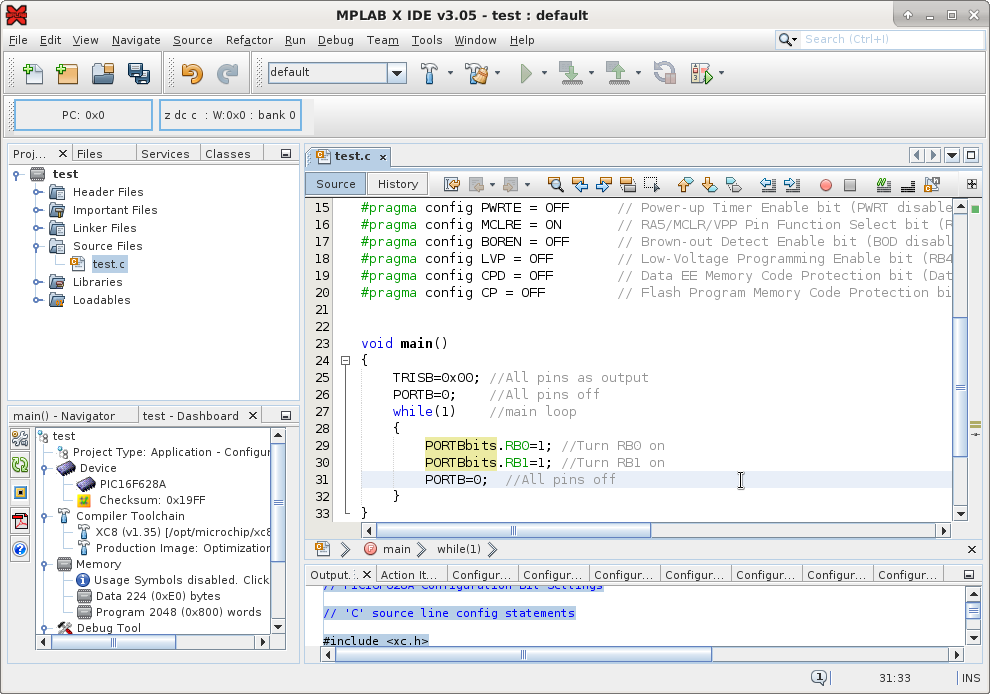 MPLAB X IDE v3.05 - test : default
File Edit View Navigate Source Refactor Run Debug Team Tools Window Help
Search (Ctrl+I)
default
PC: 0x0
z dc c : W:0x0 : bank 0
Proj... Files Services Classes
test
Header Files
Important Files
Linker Files
Source Files
test.c
Libraries
Loadables
main() - Navigator test - Dashboard
test
Project Type: Application - Configur
Device
PIC16F628A
Checksum: 0x19FF
Compiler Toolchain
XC8 (v1.35) [/opt/microchip/xc8
Production Image: Optimization
Memory
Usage Symbols disabled. Click
Data 224 (0xE0) bytes
Program 2048 (0x800) words
Debug Tool
test.c
Source History
15 #pragma config PWRTE = OFF // Power-up Timer Enable bit (PWRT disable
16 #pragma config MCLRE = ON // RA5/MCLR/VPP Pin Function Select bit (R
17 #pragma config BOREN = OFF // Brown-out Detect Enable bit (BOD disabl
18 #pragma config LVP = OFF // Low-Voltage Programming Enable bit (RB4
19 #pragma config CPD = OFF // Data EE Memory Code Protection bit (Dat
20 #pragma config CP = OFF // Flash Program Memory Code Protection bi
21
22
23 void main()
24 {
25 TRISB=0x00; //All pins as output
26 PORTB=0; //All pins off
27 while(1) //main loop
28 {
29 PORTBbits.RB0=1; //Turn RB0 on
30 PORTBbits.RB1=1; //Turn RB1 on
31 PORTB=0; //All pins off
32 }
33 }
main while(1)
Output... Action It... Configur... Configur... Configur... Configur... Configur... Configur... Configur...
// PIC16F628A Configuration Bit Settings
// 'C' source line config statements
#include <xc.h>
1 31:33 INS